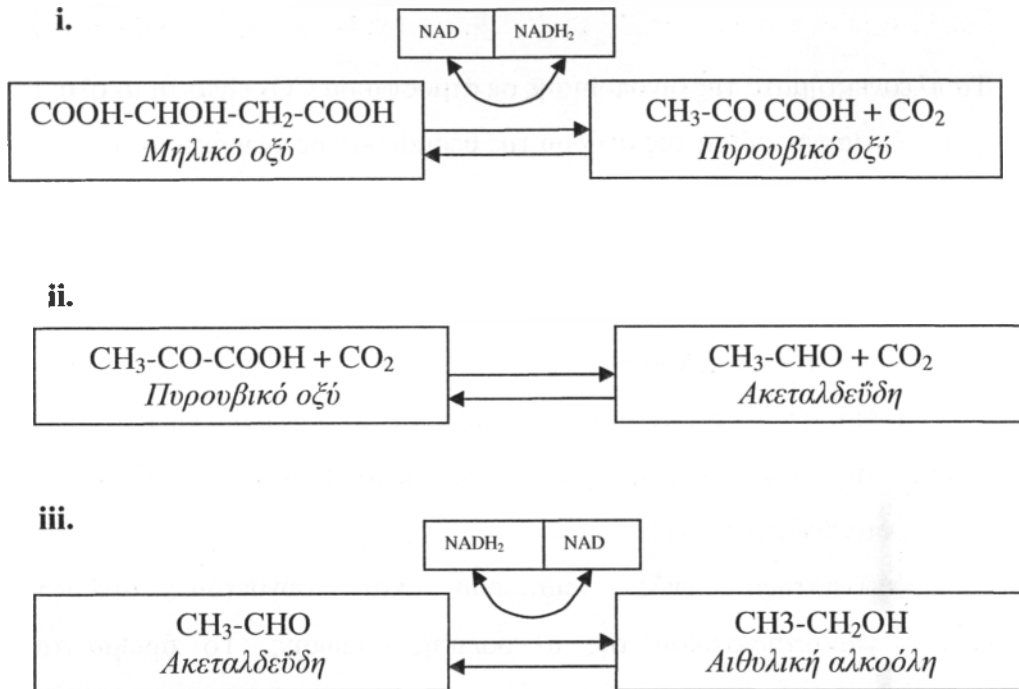 i.
NAD NADH₂
COOH-CHOH-CH₂-COOH
Μηλικό οξύ
CH₃-CO COOH + CO₂
Πυρουβικό οξύ
ii.
CH₃-CO-COOH + CO₂
Πυρουβικό οξύ
CH₃-CHO + CO₂
Ακεταλδεΰδη
iii.
NADH₂ NAD
CH₃-CHO
Ακεταλδεΰδη
CH3-CH₂OH
Αιθυλική αλκοόλη